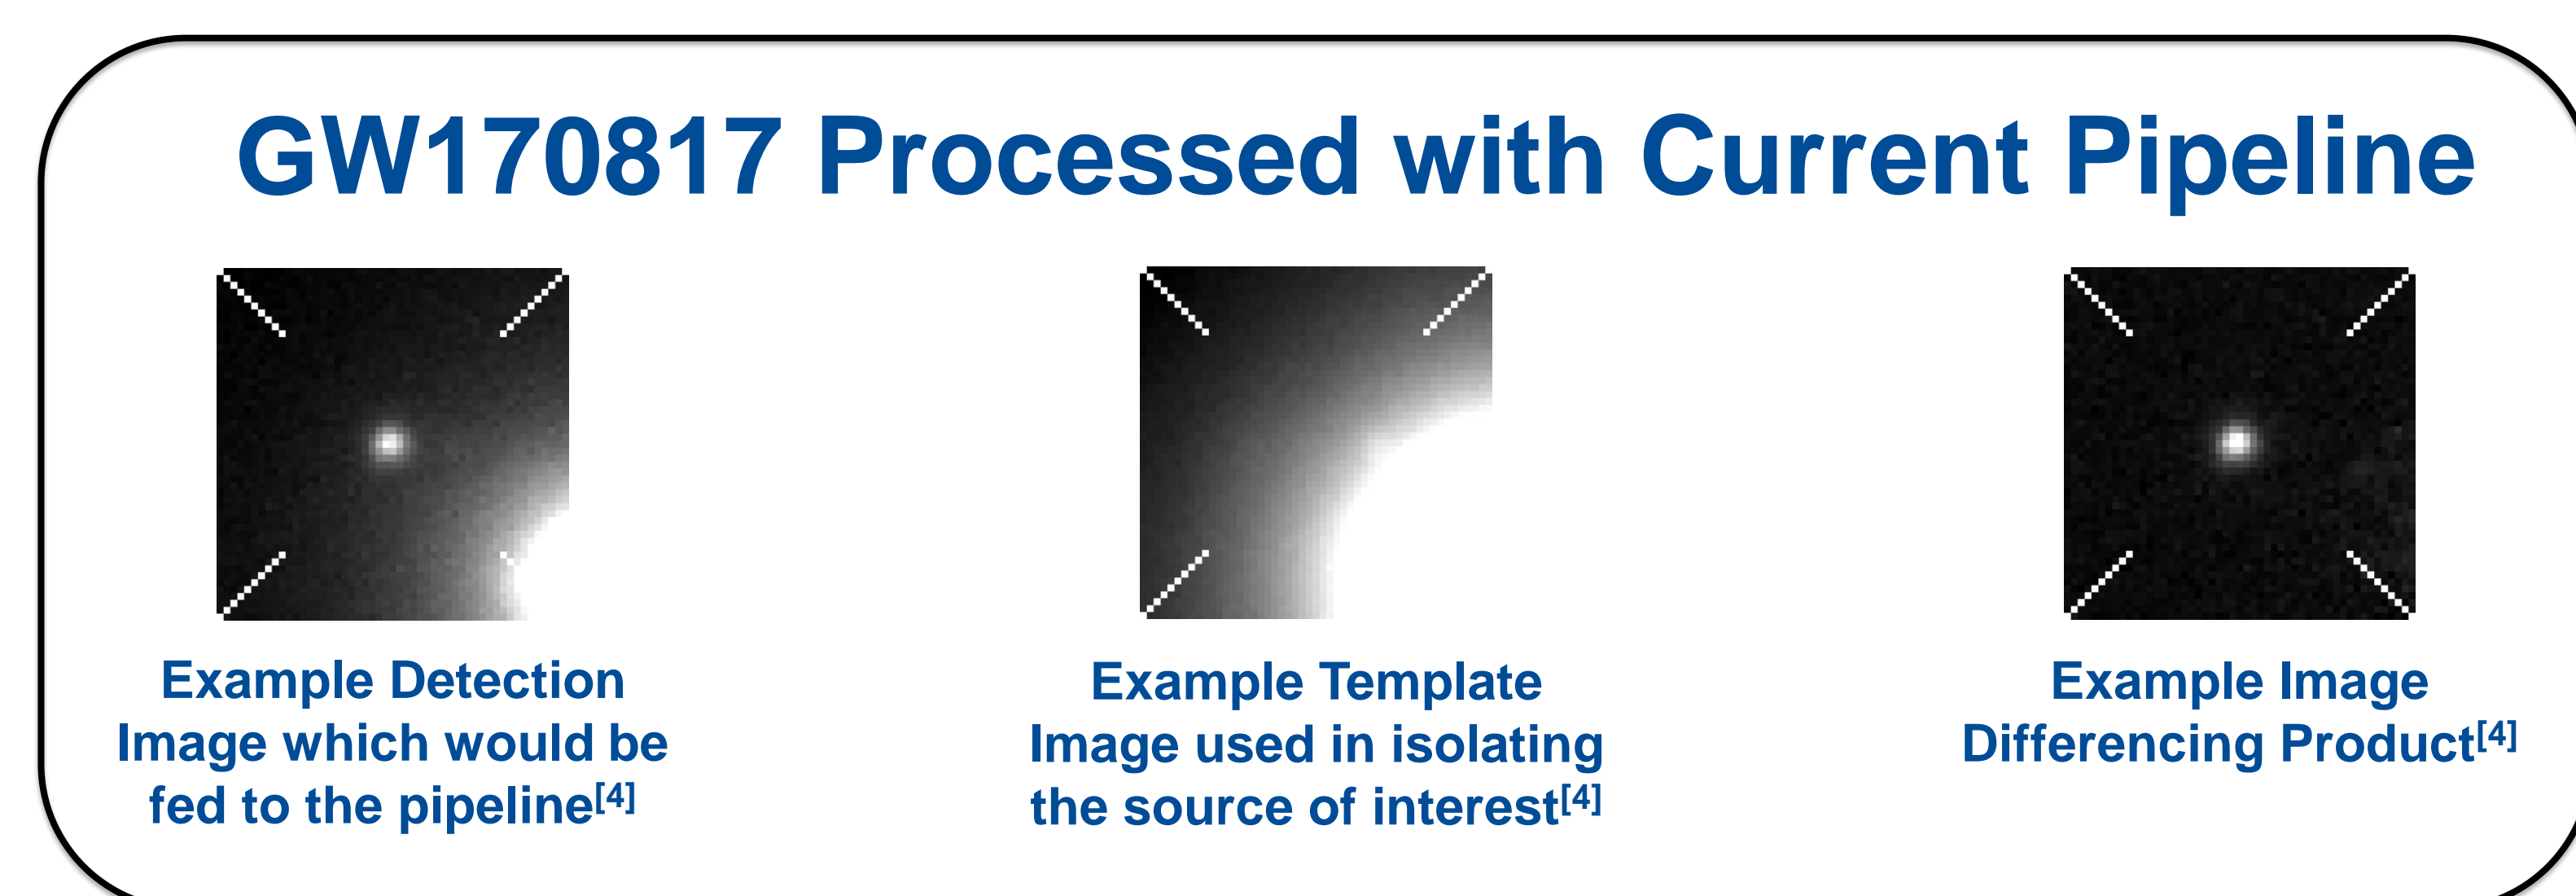 GW170817 Processed with Current Pipeline
Example Detection
Image which would be
fed to the pipeline[4]
Example Template
Image used in isolating
the source of interest[4]
Example Image
Differencing Product[4]